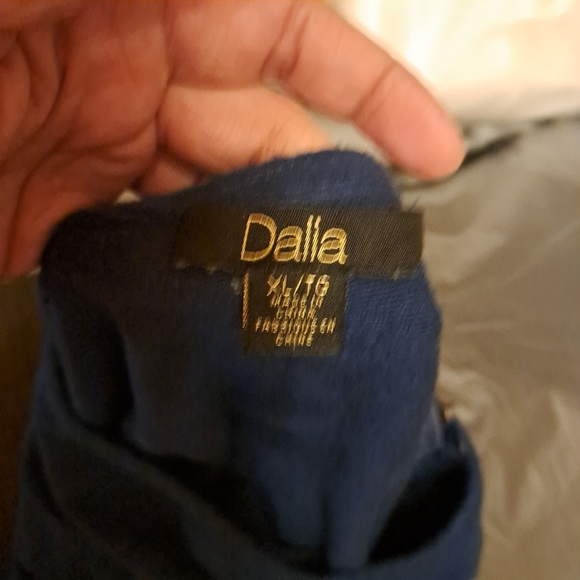 Dalia
XL/TG
MADE IN
CHINA
FABRIQUE EN
CHINE